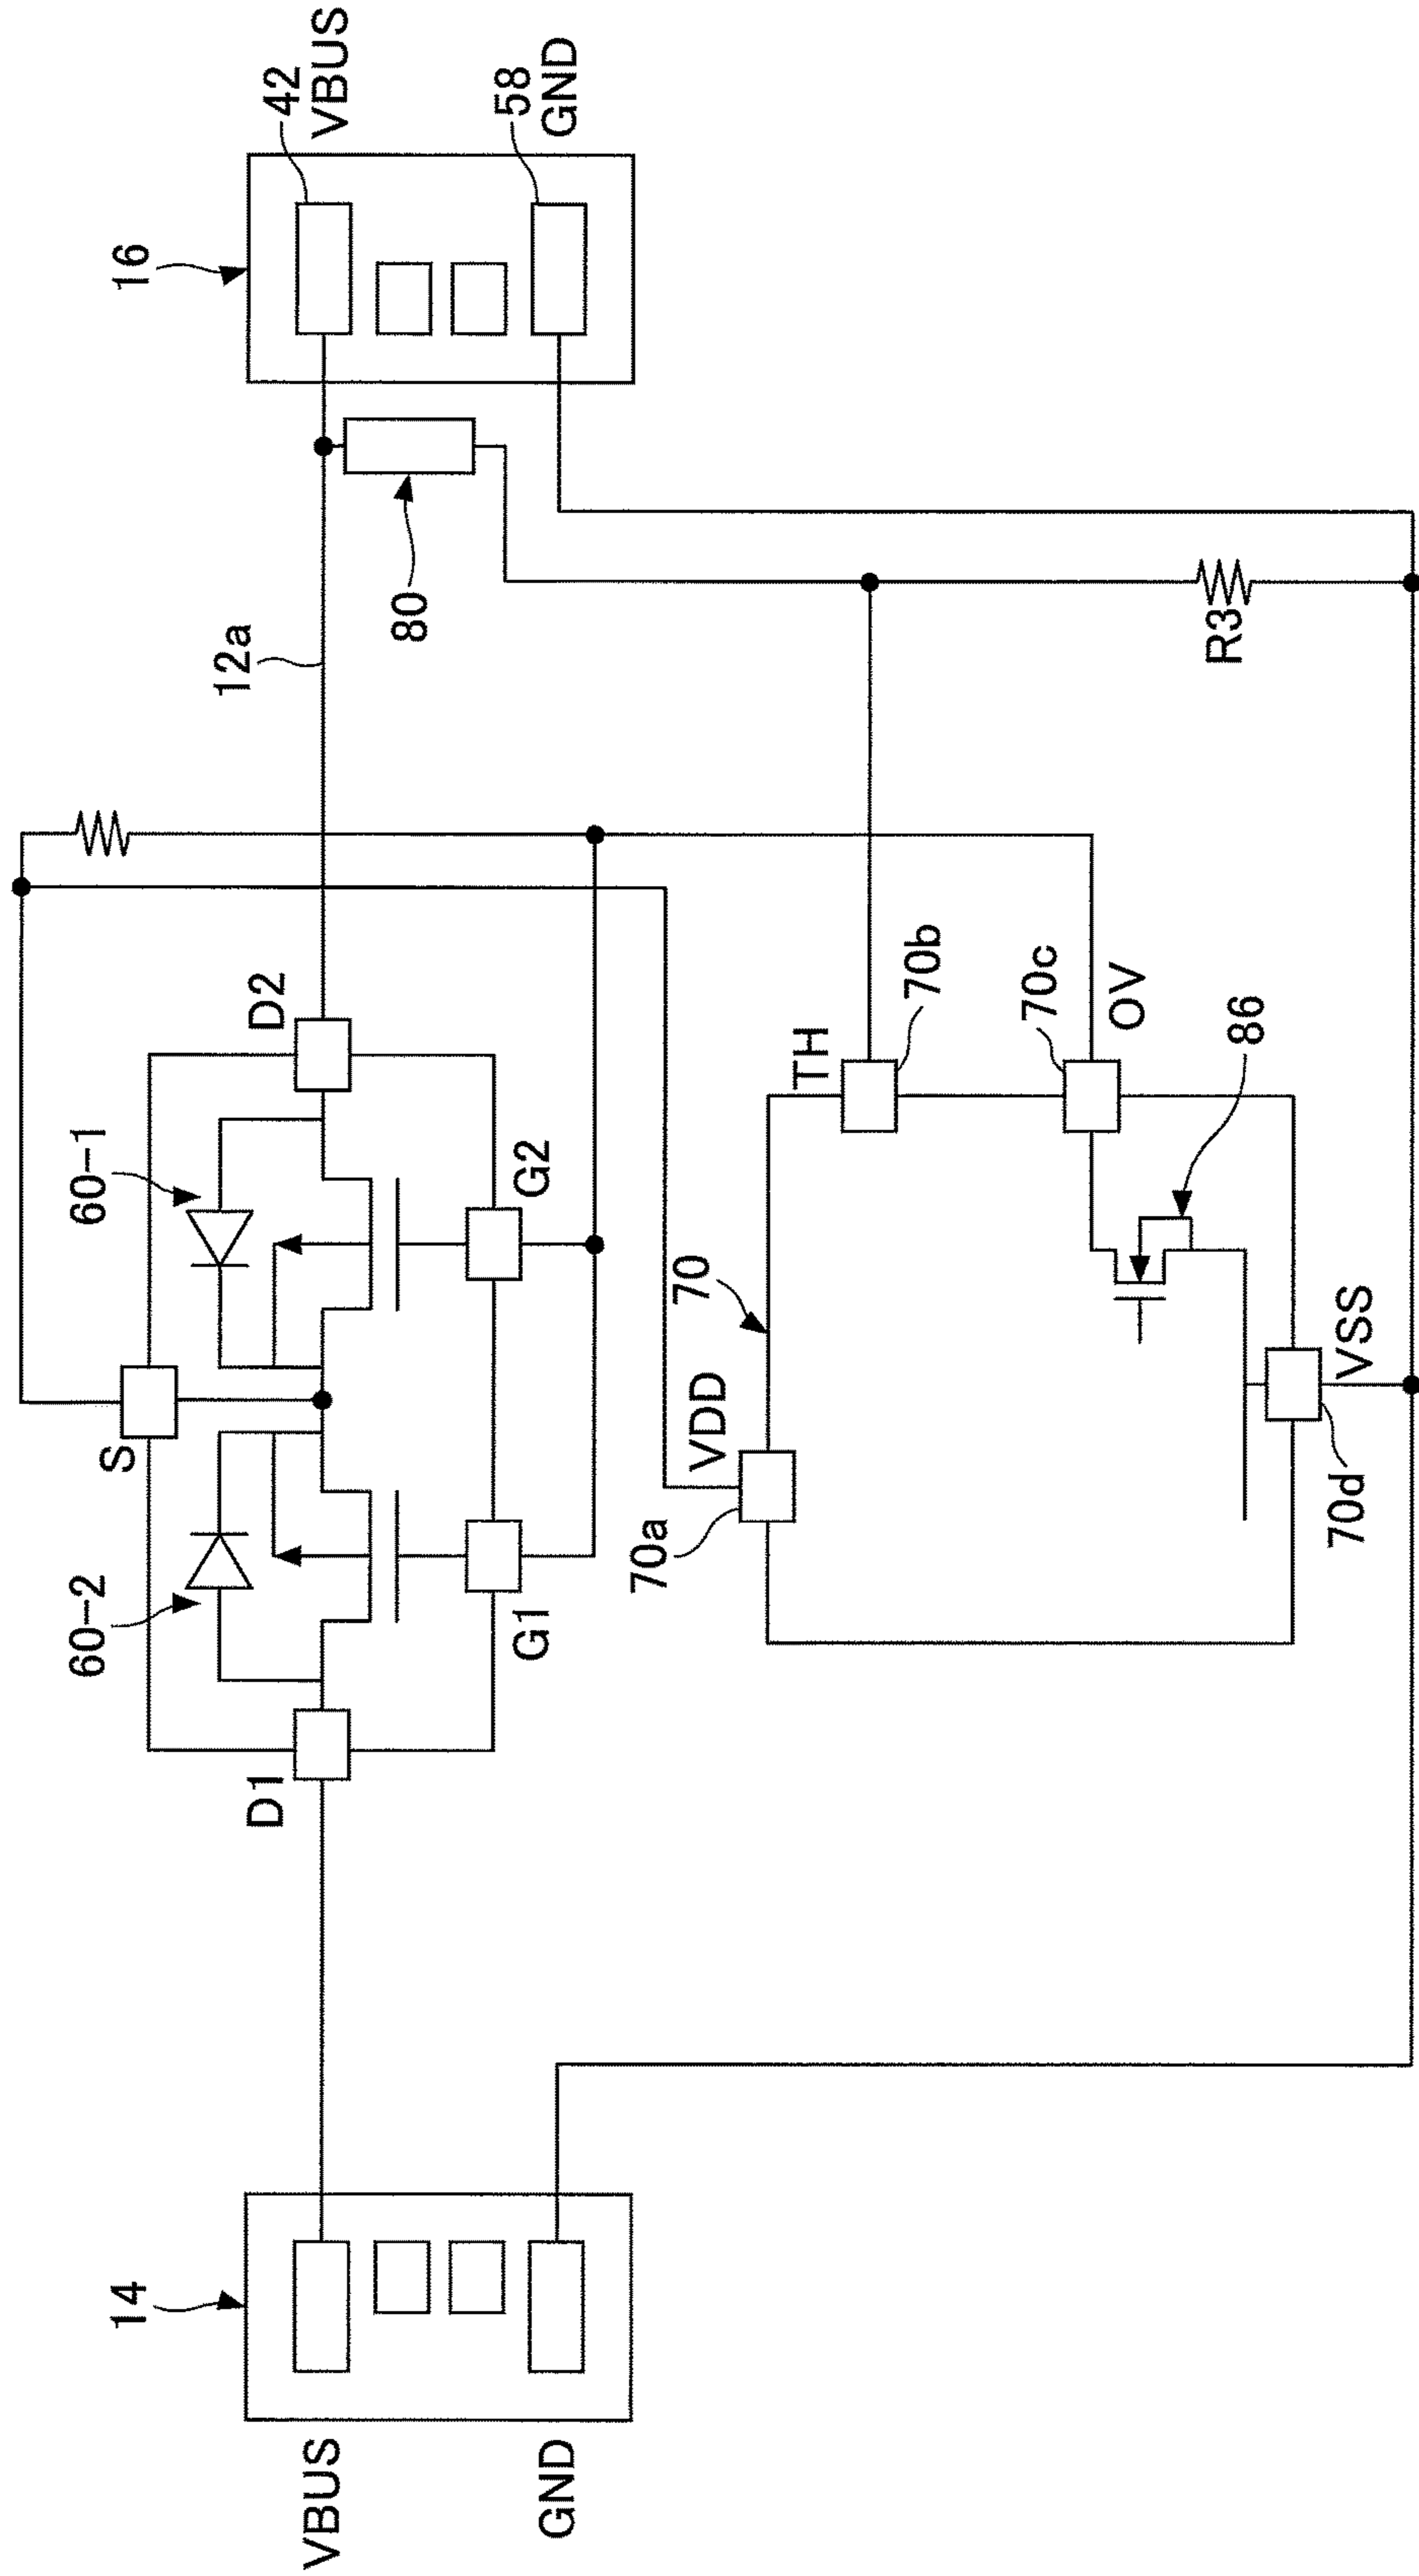 14
VBUS
GND
D1
60-2
S
60-1
D2
G1
G2
12a
80
16
42
VBUS
58
GND
70a
VDD
70
TH
70b
70c
OV
86
70d
VSS
R3